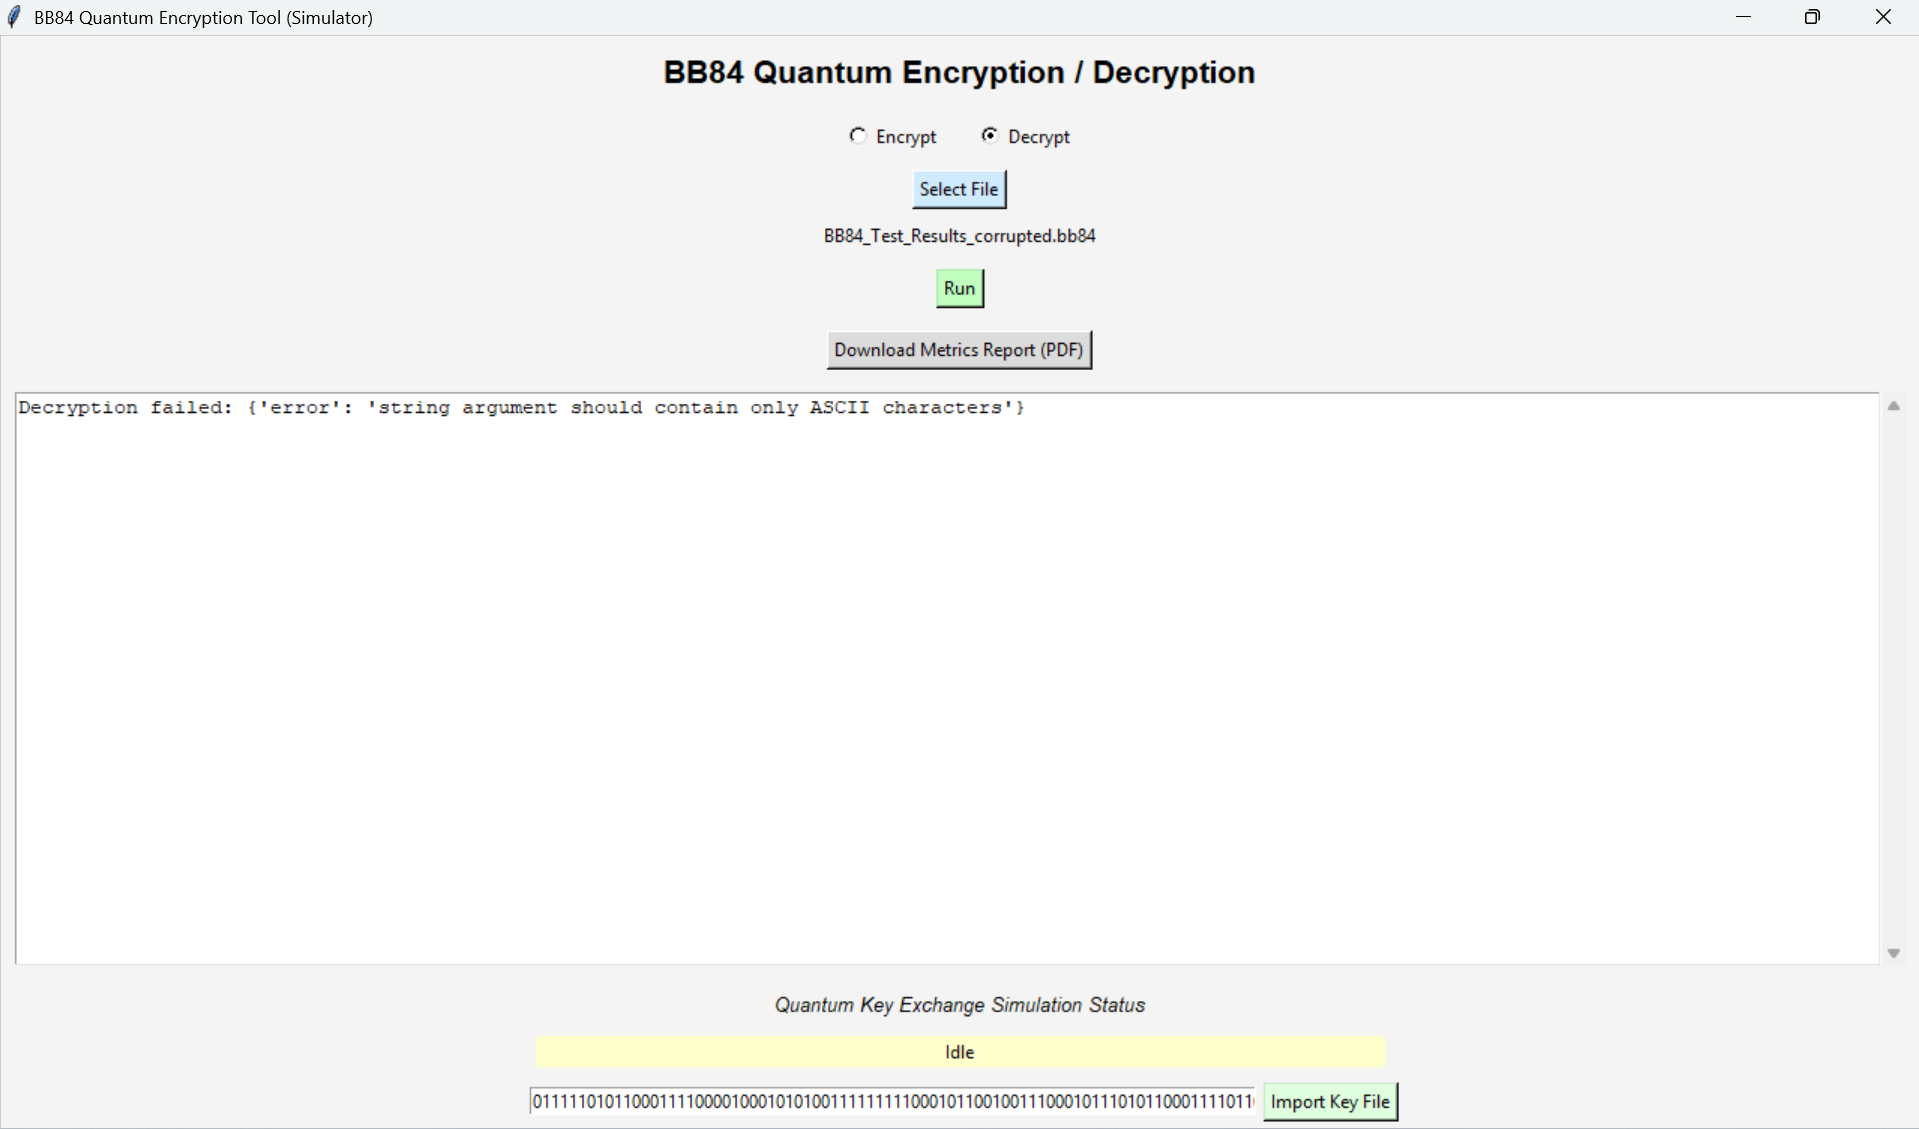 BB84 Quantum Encryption Tool (Simulator)
BB84 Quantum Encryption / Decryption
Encrypt Decrypt
Select File
BB84_Test_Results_corrupted.bb84
Run
Download Metrics Report (PDF)
Decryption failed: {'error': 'string argument should contain only ASCII characters'}
Quantum Key Exchange Simulation Status
Idle
Import Key File